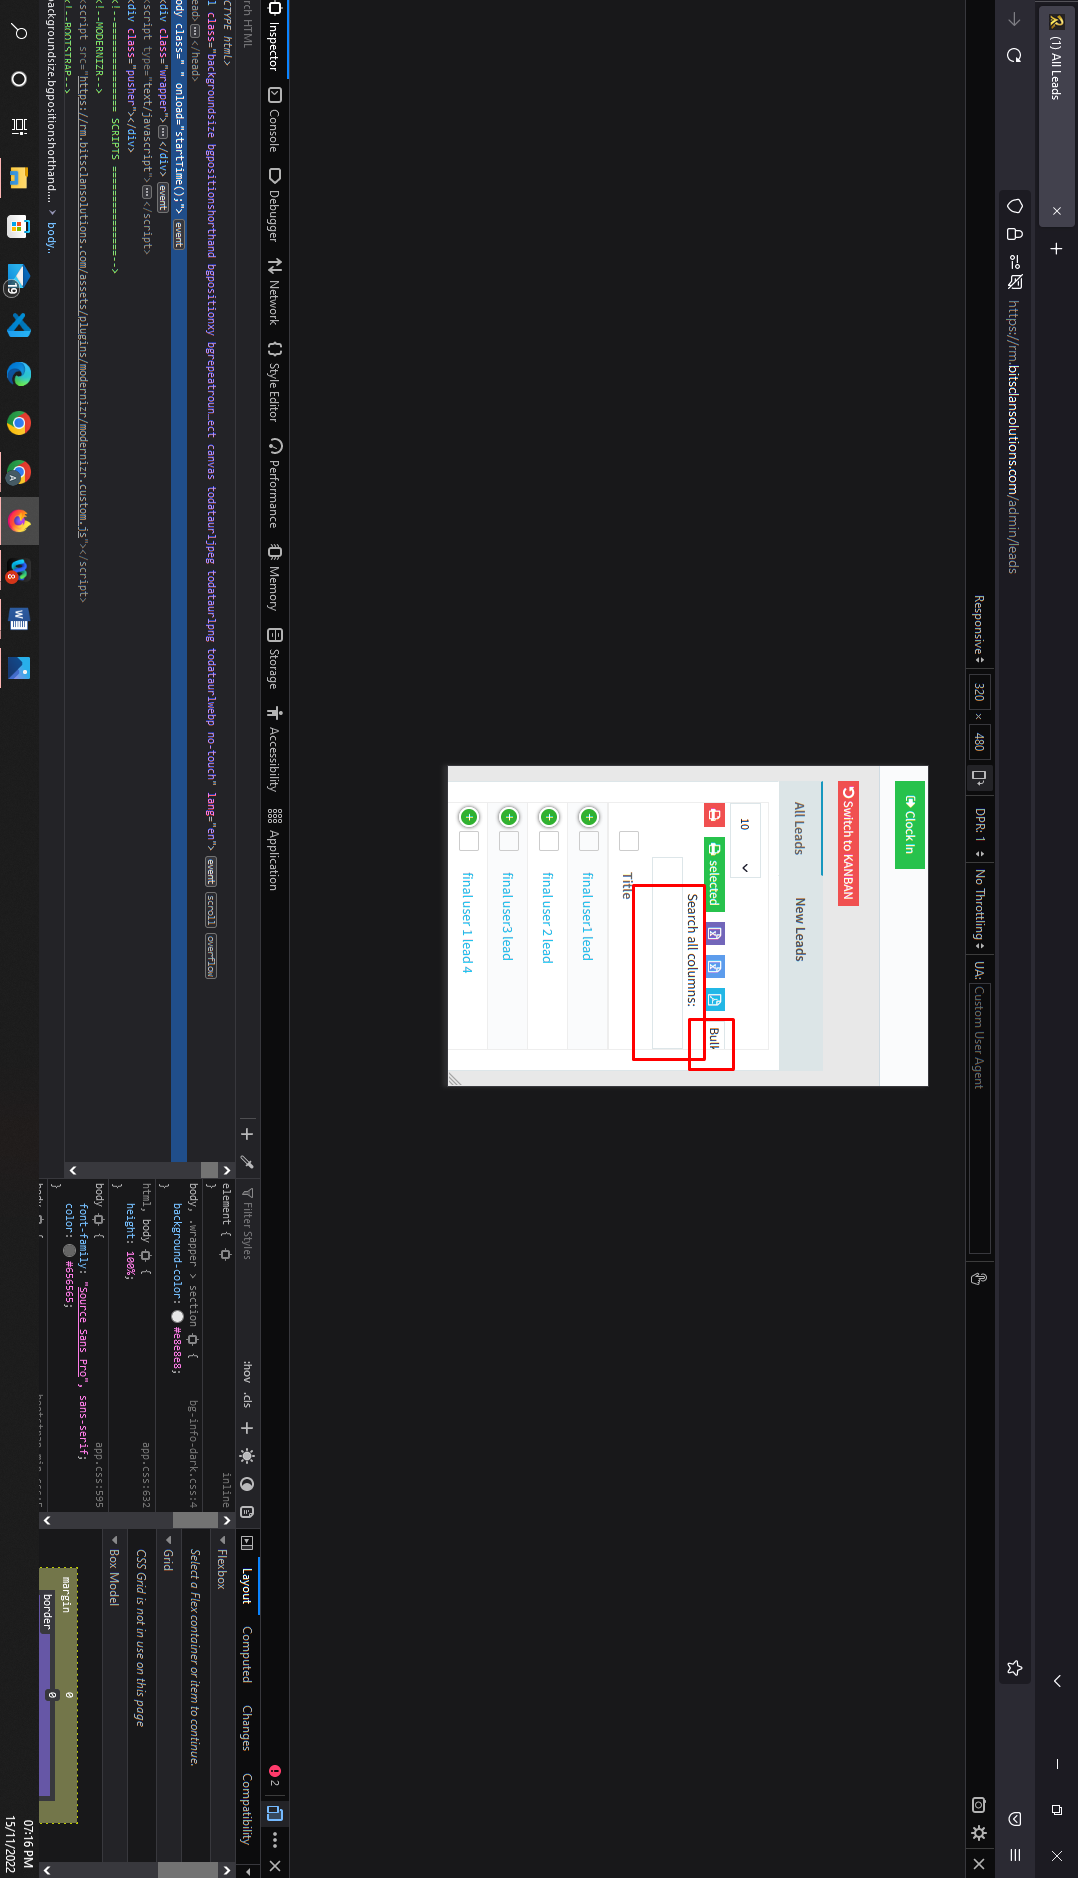 (1) All Leads
https://rm.bitsclansolutions.com/admin/leads
Responsive
320 × 480
DPR: 1
No Throttling
UA: Custom User Agent
Clock In
Switch to KANBAN
All Leads
New Leads
10
selected
Bulk
Search all columns:
Title
final user1 lead
final user 2 lead
final user3 lead
final user 1 lead 4
Inspector
Console
Debugger
Network
Style Editor
Performance
Memory
Storage
Accessibility
Application
2
rch HTML
CTYPE html>
l class="backgroundsize bgpositionshorthand bgpositionxy bgrepeatroun…ect canvas todataurljpeg todataurlpng todataurlwebp no-touch" lang="en"> event scroll overflow
ead> … </head>
ody class=" " onload="startTime();"> event
<div class="wrapper"> … </div> event
<script type="text/javascript"> … </script>
<div class="pusher"></div>
<!--=============== SCRIPTS ===============-->
<!--MODERNIZR-->
<script src="https://rm.bitsclansolutions.com/assets/plugins/modernizr/modernizr.custom.js"></script>
<!--BOOTSTRAP-->
backgroundsize.bgpositionshorthand.… > body..
Filter Styles
:hov
.cls
element {
inline
}
body, .wrapper > section {
bg-info-dark.css:4
background-color: #e8e8e8;
}
html, body {
app.css:632
height: 100%;
}
body {
app.css:595
font-family: "Source Sans Pro", sans-serif;
color: #656565;
}
Layout
Computed
Changes
Compatibility
Flexbox
Select a Flex container or item to continue.
Grid
CSS Grid is not in use on this page
Box Model
margin
0
border
0
19
8
07:16 PM
15/11/2022